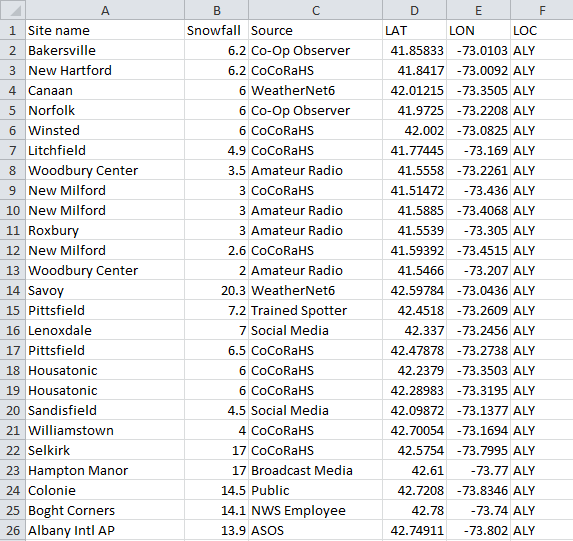 A B C D E F
1 Site name Snowfall Source LAT LON LOC
2 Bakersville 6.2 Co-Op Observer 41.85833 -73.0103 ALY
3 New Hartford 6.2 CoCoRaHS 41.8417 -73.0092 ALY
4 Canaan 6 WeatherNet6 42.01215 -73.3505 ALY
5 Norfolk 6 Co-Op Observer 41.9725 -73.2208 ALY
6 Winsted 6 CoCoRaHS 42.002 -73.0825 ALY
7 Litchfield 4.9 CoCoRaHS 41.77445 -73.169 ALY
8 Woodbury Center 3.5 Amateur Radio 41.5558 -73.2261 ALY
9 New Milford 3 CoCoRaHS 41.51472 -73.436 ALY
10 New Milford 3 Amateur Radio 41.5885 -73.4068 ALY
11 Roxbury 3 Amateur Radio 41.5539 -73.305 ALY
12 New Milford 2.6 CoCoRaHS 41.59392 -73.4515 ALY
13 Woodbury Center 2 Amateur Radio 41.5466 -73.207 ALY
14 Savoy 20.3 WeatherNet6 42.59784 -73.0436 ALY
15 Pittsfield 7.2 Trained Spotter 42.4518 -73.2609 ALY
16 Lenoxdale 7 Social Media 42.337 -73.2456 ALY
17 Pittsfield 6.5 CoCoRaHS 42.47878 -73.2738 ALY
18 Housatonic 6 CoCoRaHS 42.2379 -73.3503 ALY
19 Housatonic 6 CoCoRaHS 42.28983 -73.3195 ALY
20 Sandisfield 4.5 Social Media 42.09872 -73.1377 ALY
21 Williamstown 4 CoCoRaHS 42.70054 -73.1694 ALY
22 Selkirk 17 CoCoRaHS 42.5754 -73.7995 ALY
23 Hampton Manor 17 Broadcast Media 42.61 -73.77 ALY
24 Colonie 14.5 Public 42.7208 -73.8346 ALY
25 Boght Corners 14.1 NWS Employee 42.78 -73.74 ALY
26 Albany Intl AP 13.9 ASOS 42.74911 -73.802 ALY